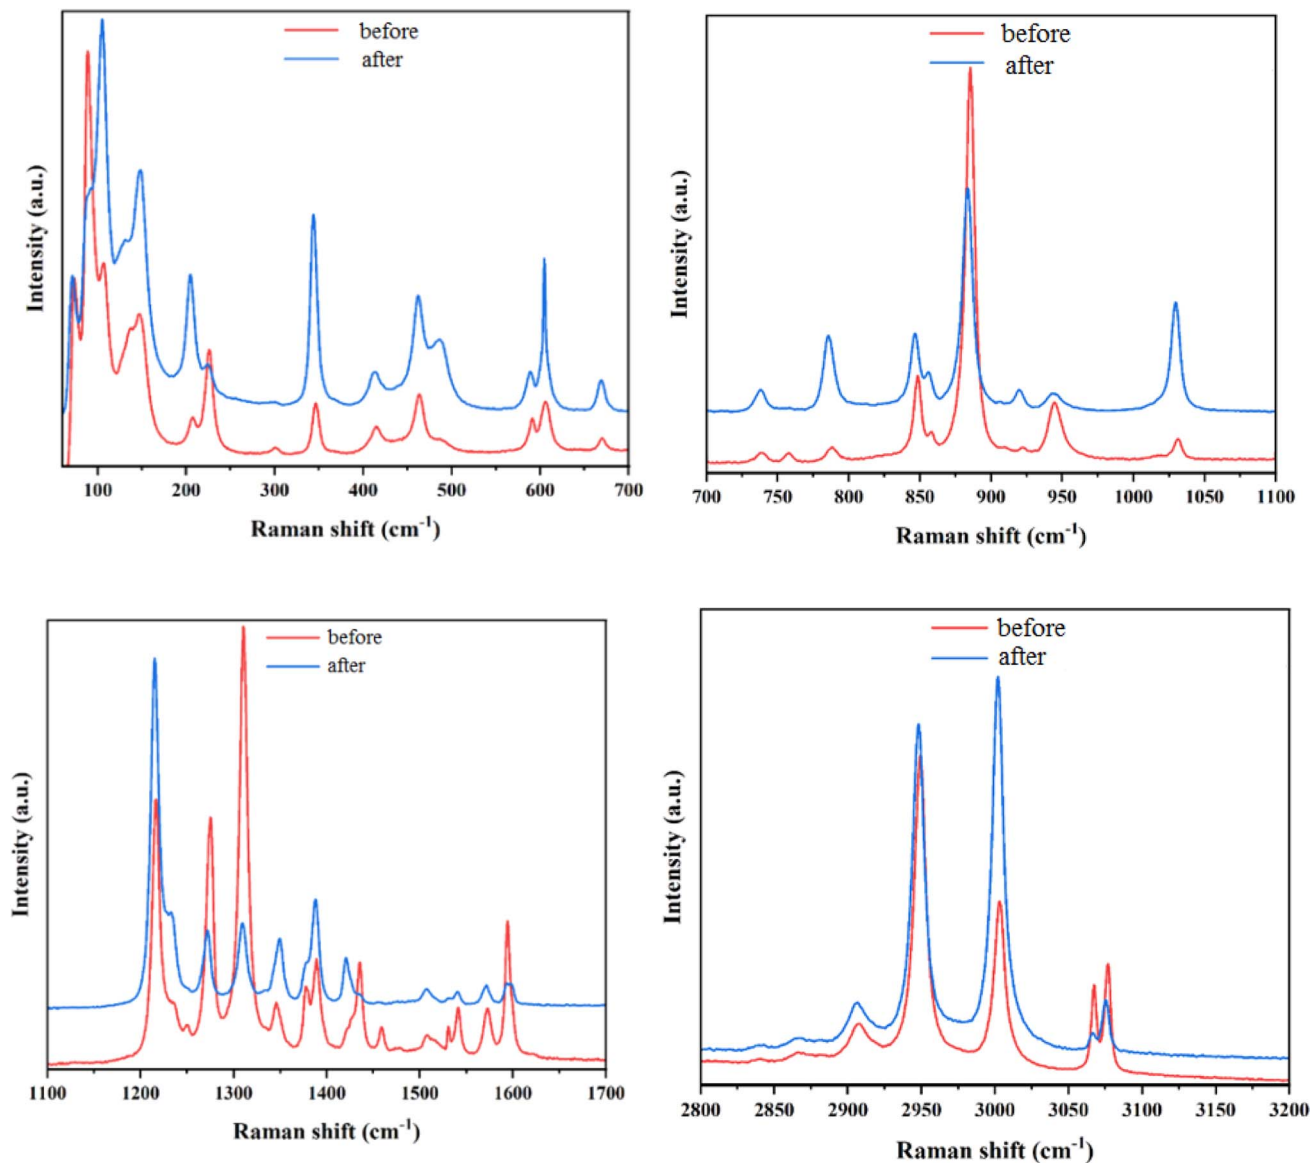 before
after
Intensity (a.u.)
100 200 300 400 500 600 700
Raman shift (cm-1)
before
after
Intensity (a.u.)
700 750 800 850 900 950 1000 1050 1100
Raman shift (cm-1)
before
after
Intensity (a.u.)
1100 1200 1300 1400 1500 1600 1700
Raman shift (cm-1)
before
after
Intensity (a.u.)
2800 2850 2900 2950 3000 3050 3100 3150 3200
Raman shift (cm-1)